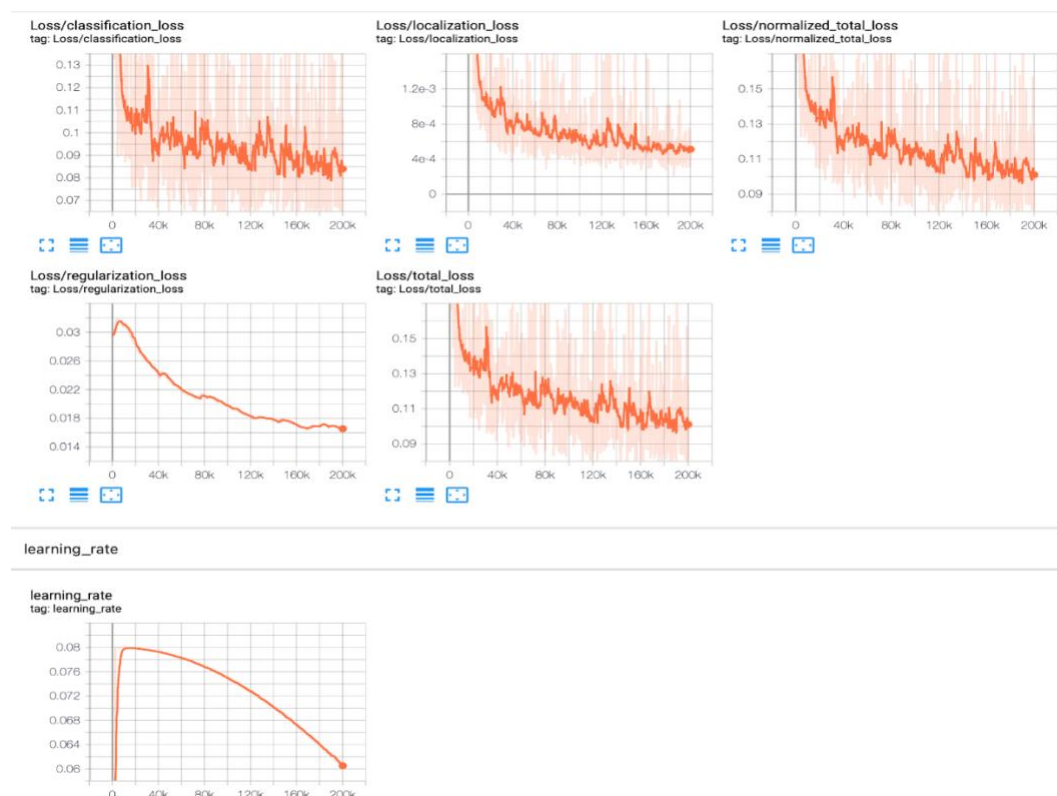 Loss/classification_loss
tag: Loss/classification_loss
0.13
0.12
0.11
0.1
0.09
0.08
0.07
0 40k 80k 120k 160k 200k
Loss/localization_loss
tag: Loss/localization_loss
1.2e-3
8e-4
4e-4
0
0 40k 80k 120k 160k 200k
Loss/normalized_total_loss
tag: Loss/normalized_total_loss
0.15
0.13
0.11
0.09
0 40k 80k 120k 160k 200k
Loss/regularization_loss
tag: Loss/regularization_loss
0.03
0.026
0.022
0.018
0.014
0 40k 80k 120k 160k 200k
Loss/total_loss
tag: Loss/total_loss
0.15
0.13
0.11
0.09
0 40k 80k 120k 160k 200k
learning_rate
learning_rate
tag: learning_rate
0.08
0.076
0.072
0.068
0.064
0.06
0 40k 80k 120k 160k 200k